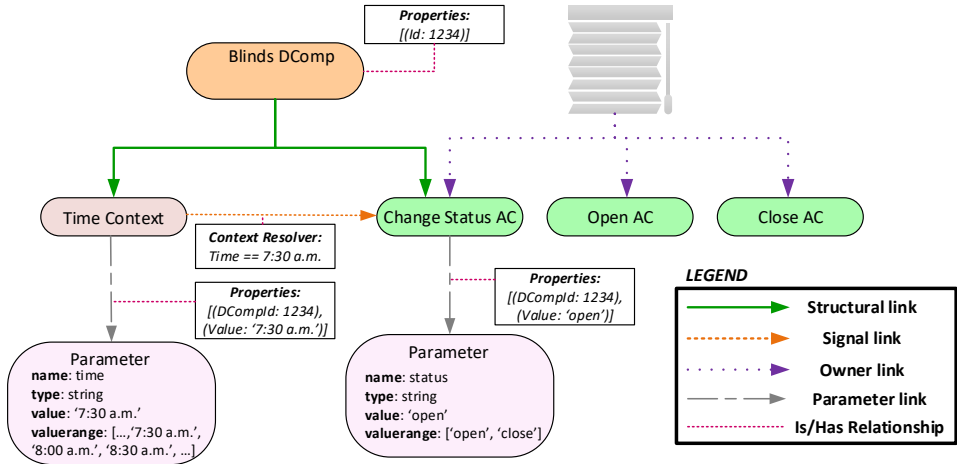 Properties:
[(Id: 1234)]
Blinds DComp
Time Context
Change Status AC
Open AC
Close AC
Context Resolver:
Time == 7:30 a.m.
Properties:
[(DCompId: 1234),
(Value: ‘7:30 a.m.’)]
Properties:
[(DCompId: 1234),
(Value: ‘open’)]
Parameter
name: time
type: string
value: ‘7:30 a.m.’
valuerange: […,‘7:30 a.m.’,
‘8:00 a.m.’, ‘8:30 a.m.’, …]
Parameter
name: status
type: string
value: ‘open’
valuerange: [‘open’, ‘close’]
LEGEND
Structural link
Signal link
Owner link
Parameter link
Is/Has Relationship